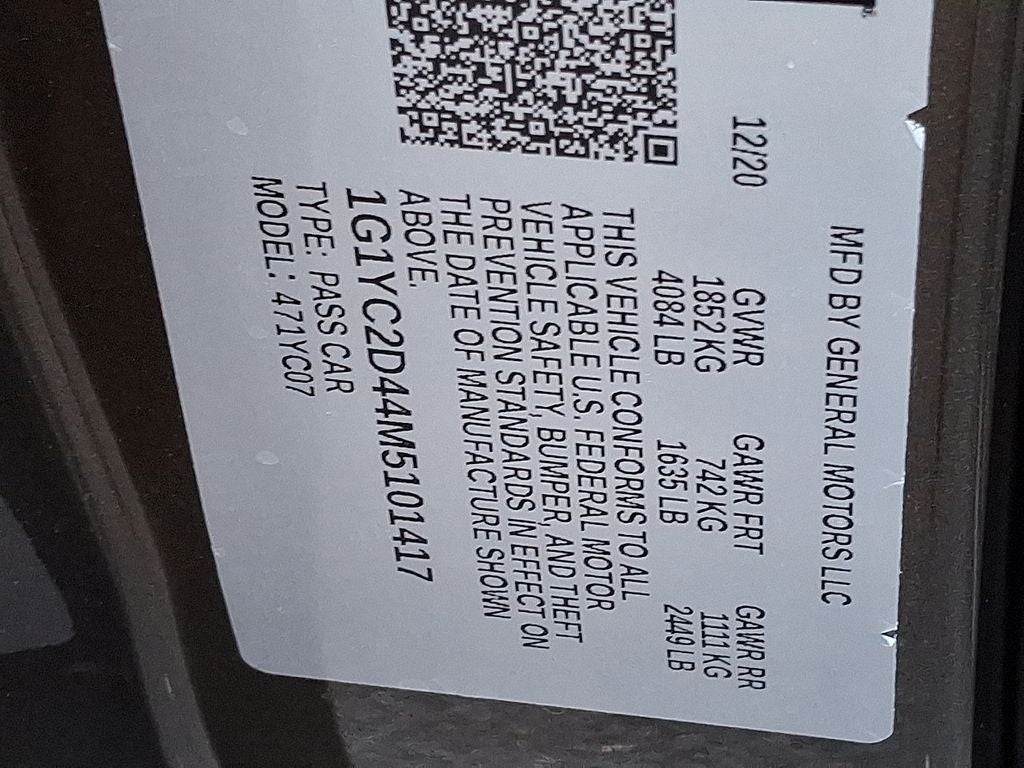 MFD BY GENERAL MOTORS LLC
12/20 GVWR GAWR FRT GAWR RR
1852 KG 742 KG 1111 KG
4084 LB 1635 LB 2449 LB
THIS VEHICLE CONFORMS TO ALL
APPLICABLE U.S. FEDERAL MOTOR
VEHICLE SAFETY, BUMPER, AND THEFT
PREVENTION STANDARDS IN EFFECT ON
THE DATE OF MANUFACTURE SHOWN
ABOVE.
1G1YC2D44M5101417
TYPE: PASS CAR
MODEL: 471YC07